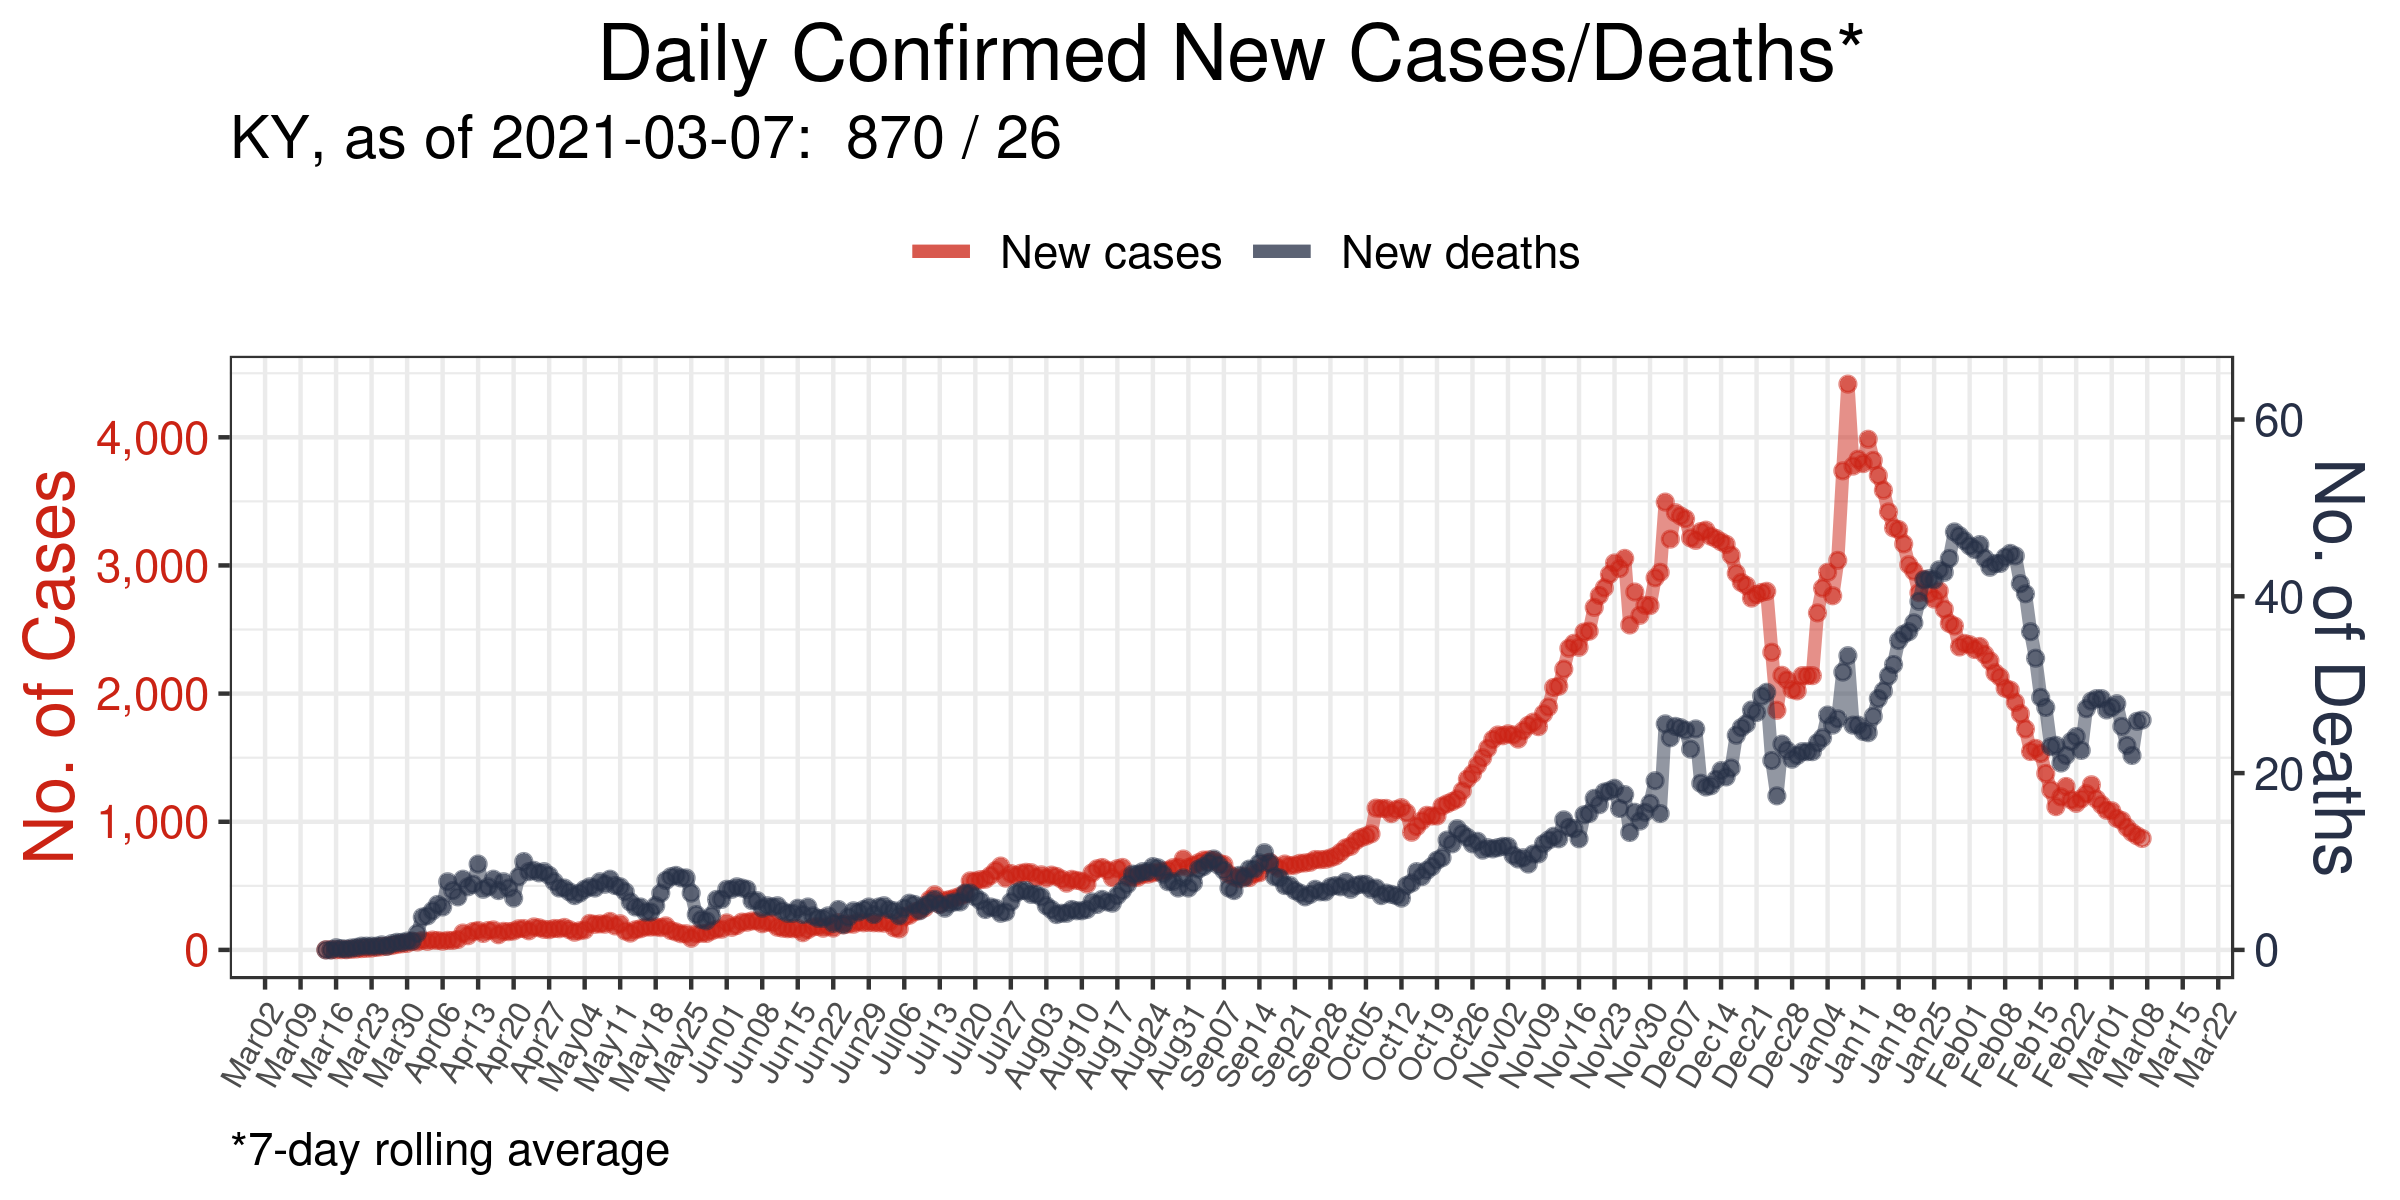 Daily Confirmed New Cases/Deaths*
KY, as of 2021-03-07:  870 / 26
New cases New deaths
No. of Cases
4,000
3,000
2,000
1,000
0
60
40
20
0
No. of Deaths
Mar02 Mar09 Mar16 Mar23 Mar30 Apr06 Apr13 Apr20 Apr27 May04 May11 May18 May25 Jun01 Jun08 Jun15 Jun22 Jun29 Jul06 Jul13 Jul20 Jul27 Aug03 Aug10 Aug17 Aug24 Aug31 Sep07 Sep14 Sep21 Sep28 Oct05 Oct12 Oct19 Oct26 Nov02 Nov09 Nov16 Nov23 Nov30 Dec07 Dec14 Dec21 Dec28 Jan04 Jan11 Jan18 Jan25 Feb01 Feb08 Feb15 Feb22 Mar01 Mar08 Mar15 Mar22
*7-day rolling average